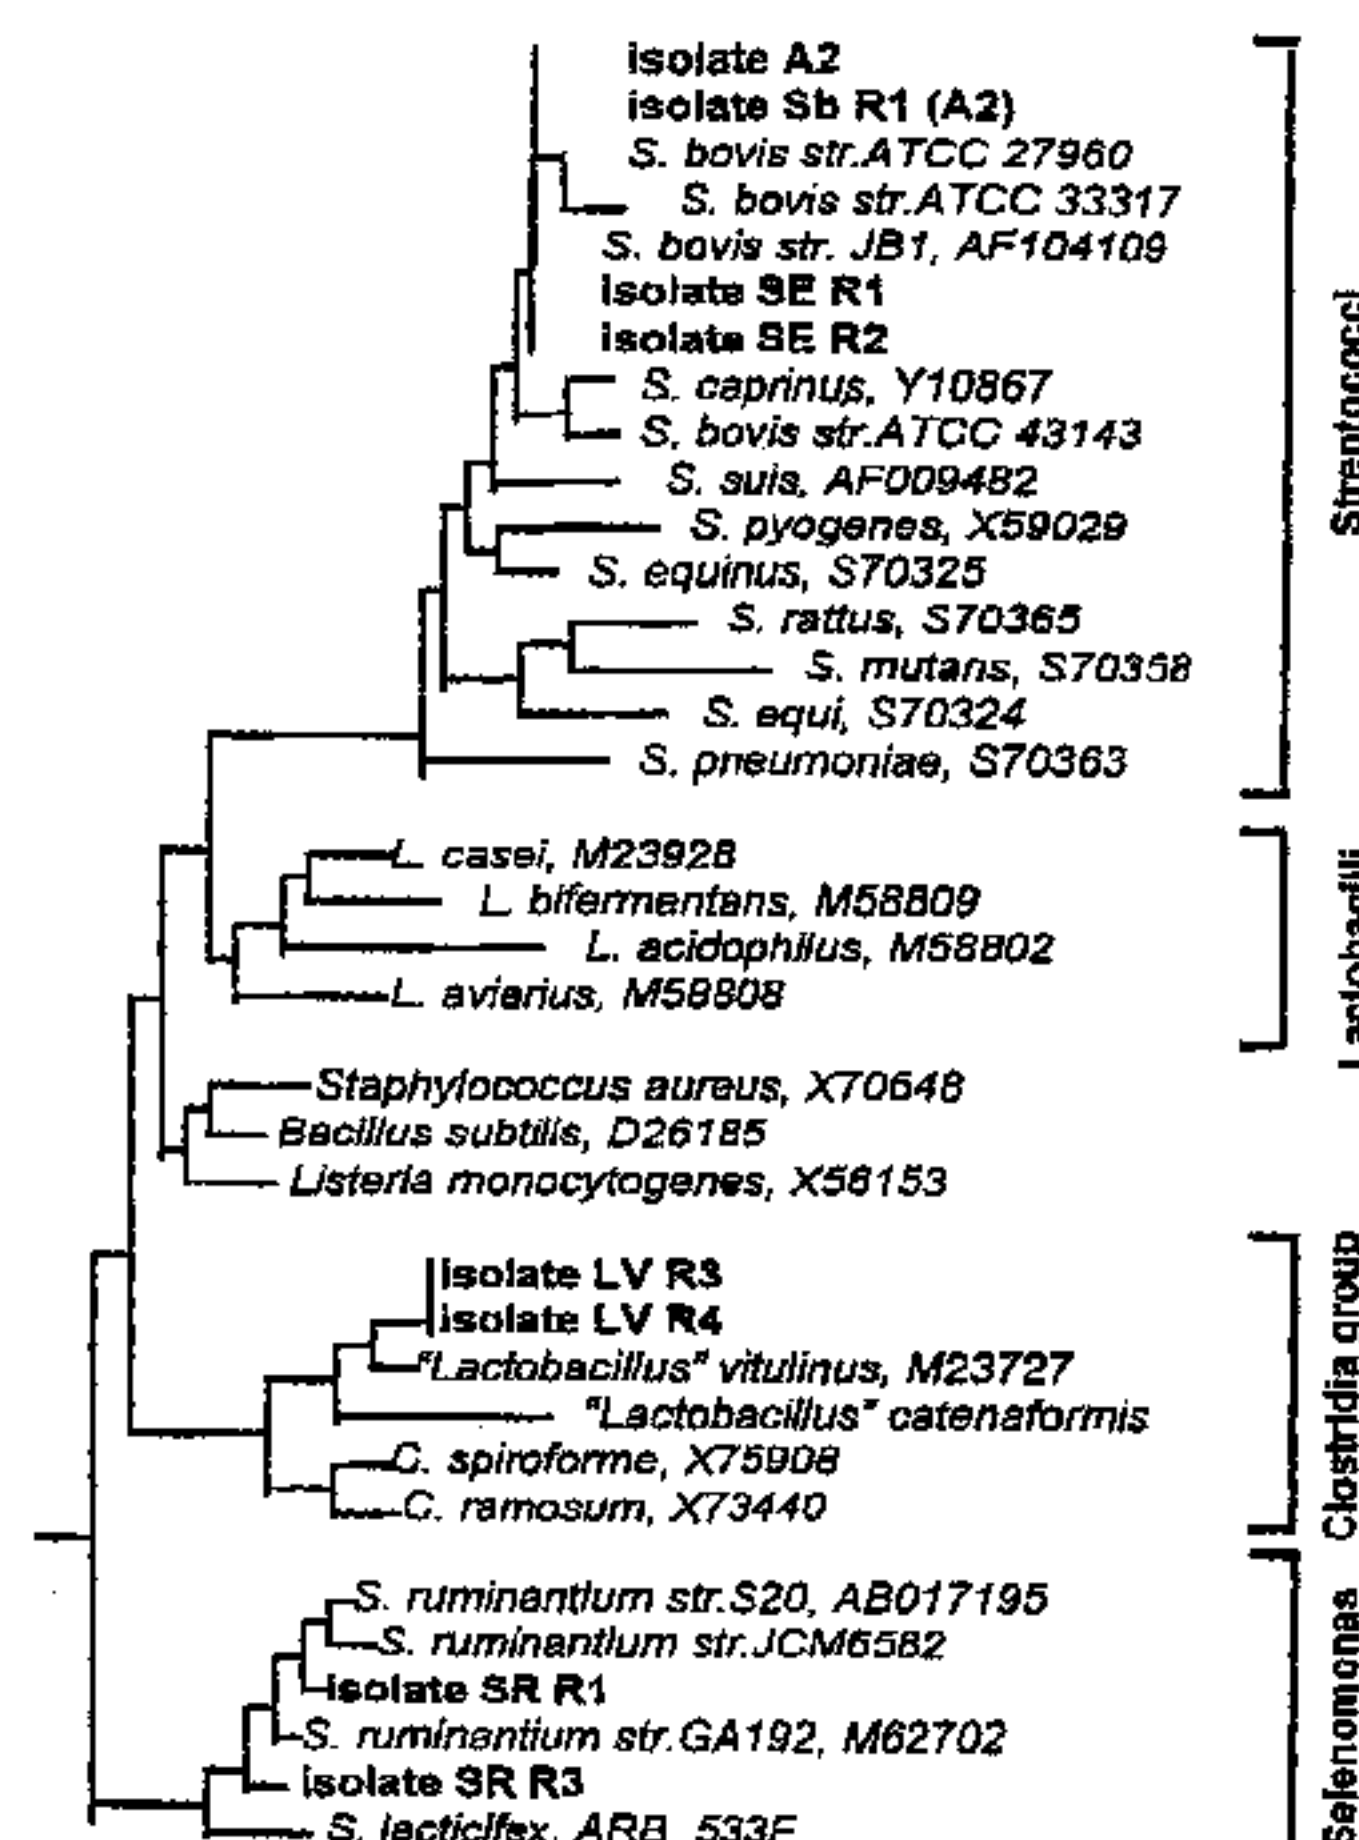 isolate A2
isolate Sb R1 (A2)
S. bovis str.ATCC 27960
S. bovis str.ATCC 33317
S. bovis str. JB1, AF104109
isolate SE R1
isolate SE R2
S. caprinus, Y10867
S. bovis str.ATCC 43143
S. suis, AF009482
S. pyogenes, X59029
S. equinus, S70325
S. rattus, S70365
S. mutans, S70358
S. equi, S70324
S. pneumoniae, S70363
Streptococci
L. casei, M23928
L. bifermentans, M58809
L. acidophilus, M58802
L. aviarius, M58808
Lactobacilli
Staphylococcus aureus, X70648
Bacillus subtilis, D26185
Listeria monocytogenes, X56153
isolate LV R3
isolate LV R4
"Lactobacillus" vitulinus, M23727
"Lactobacillus" catenaformis
C. spiroforme, X75908
C. ramosum, X73440
Clostridia group
S. ruminantium str.S20, AB017195
S. ruminantium str.JCM6582
isolate SR R1
S. ruminantium str.GA192, M62702
isolate SR R3
S. lacticifex, ARB
Selenomonas